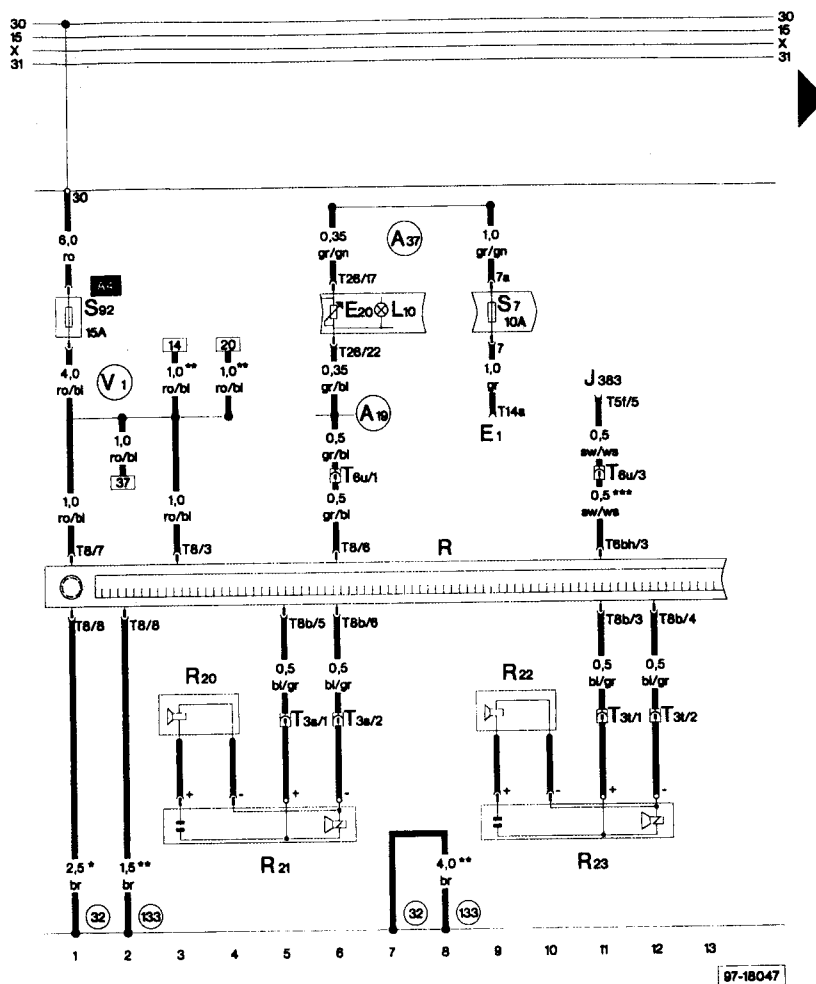 30 30
15 15
X X
31 31
30
6,0
ro
A4
S92
15A
4,0
ro/bl
V1
14
1,0**
ro/bl
20
1,0**
ro/bl
1,0
ro/bl
37
1,0
ro/bl
T8/7
1,0
ro/bl
T8/3
0,35
gr/gn
A37
1,0
gr/gn
T26/17
7a
E20 L10
S7
10A
T26/22
7
0,35
gr/bl
1,0
gr
A19
T14a
E1
0,5
gr/bl
T6u/1
0,5
gr/bl
T8/6
J383
T5f/5
0,5
sw/ws
T6u/3
0,5***
sw/ws
T6bh/3
R
T8/8
T8/8
T8b/5
T8b/6
T8b/3
T8b/4
R20
0,5
bl/gr
0,5
bl/gr
R22
0,5
bl/gr
0,5
bl/gr
T3s/1
T3s/2
T3t/1
T3t/2
+ - + -
+ - + -
R21
R23
2,5*
br
1,5**
br
4,0**
br
32
133
32
133
1 2 3 4 5 6 7 8 9 10 11 12 13
97-18047